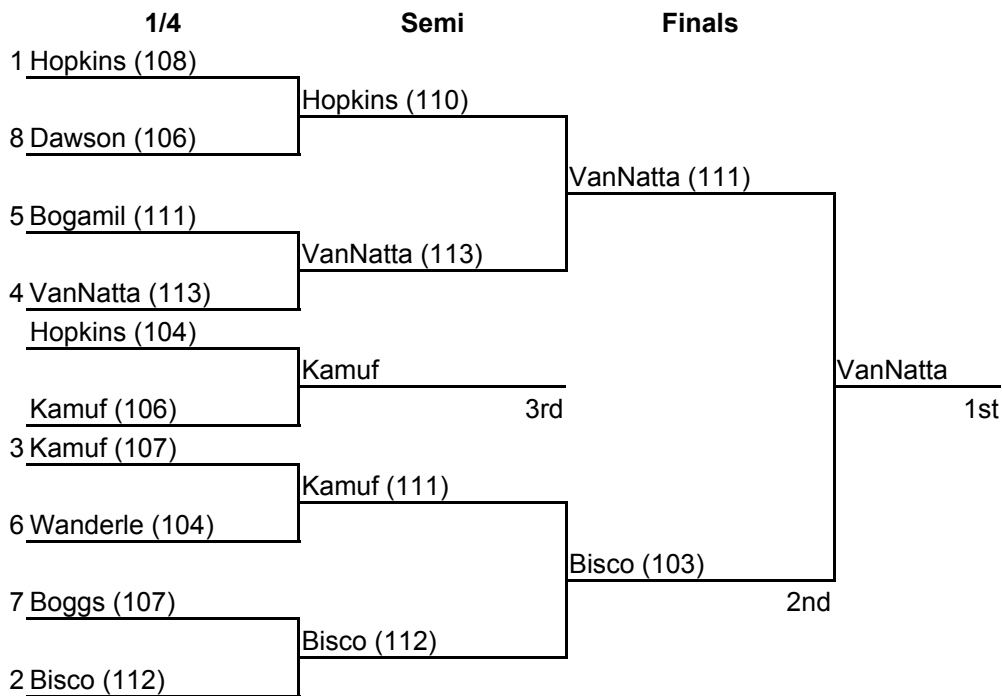 1/4 Semi Finals
1 Hopkins (108)
Hopkins (110)
8 Dawson (106)
VanNatta (111)
5 Bogamil (111)
VanNatta (113)
4 VanNatta (113)
Hopkins (104)
Kamuf
VanNatta
Kamuf (106)
3rd
1st
3 Kamuf (107)
Kamuf (111)
6 Wanderle (104)
Bisco (103)
7 Boggs (107)
2nd
Bisco (112)
2 Bisco (112)